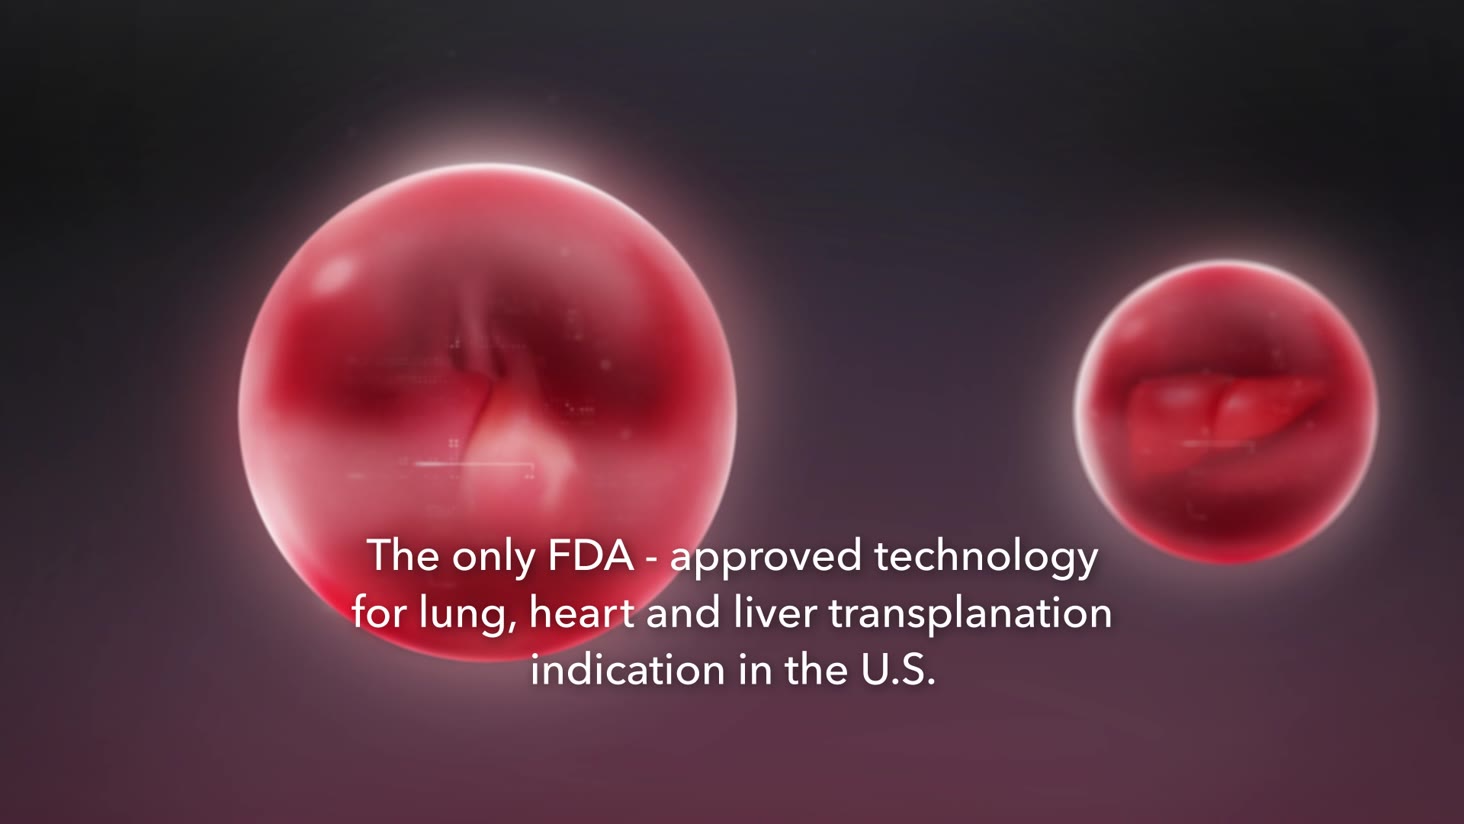 The only FDA - approved technology
for lung, heart and liver transplanation
indication in the U.S.